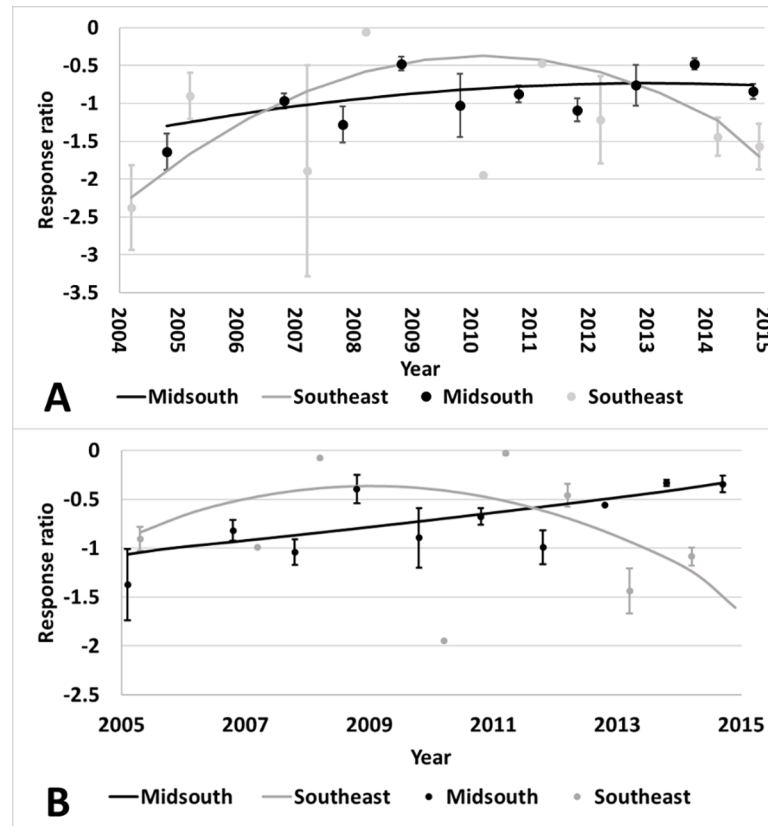 0
-0.5
-1
-1.5
-2
-2.5
-3
-3.5
Response ratio
2004 2005 2007 2008 2009 2010 2011 2012 2013 2014 2015
Year
A
Midsouth Southeast Midsouth Southeast
0
-0.5
-1
-1.5
-2
-2.5
Response ratio
2005 2007 2009 2011 2013 2015
Year
B
Midsouth Southeast Midsouth Southeast